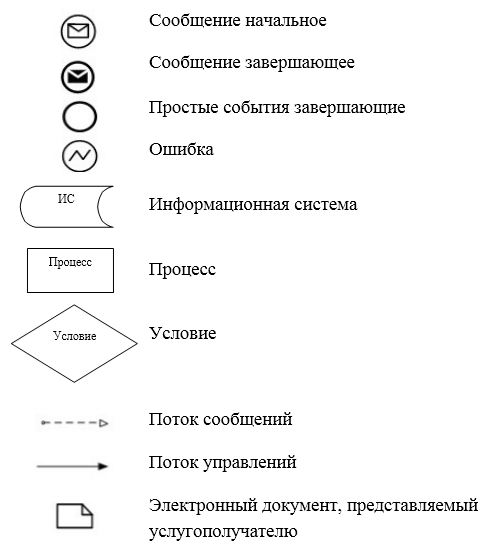 Сообщение начальное
Сообщение завершающее
Простые события завершающие
Ошибка
ИС
Информационная система
Процесс
Процесс
Условие
Условие
Поток сообщений
Поток управлений
Электронный документ, представляемый
услугополучателю